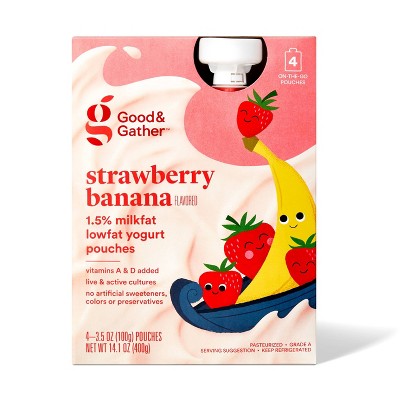 4
ON-THE-GO
POUCHES
Good&
Gather™
strawberry
banana FLAVORED
1.5% milkfat
lowfat yogurt
pouches
vitamins A & D added
live & active cultures
no artificial sweeteners,
colors or preservatives
4—3.5 OZ (100g) POUCHES
NET WT 14.1 OZ (400g)
PASTEURIZED • GRADE A
SERVING SUGGESTION • KEEP REFRIGERATED